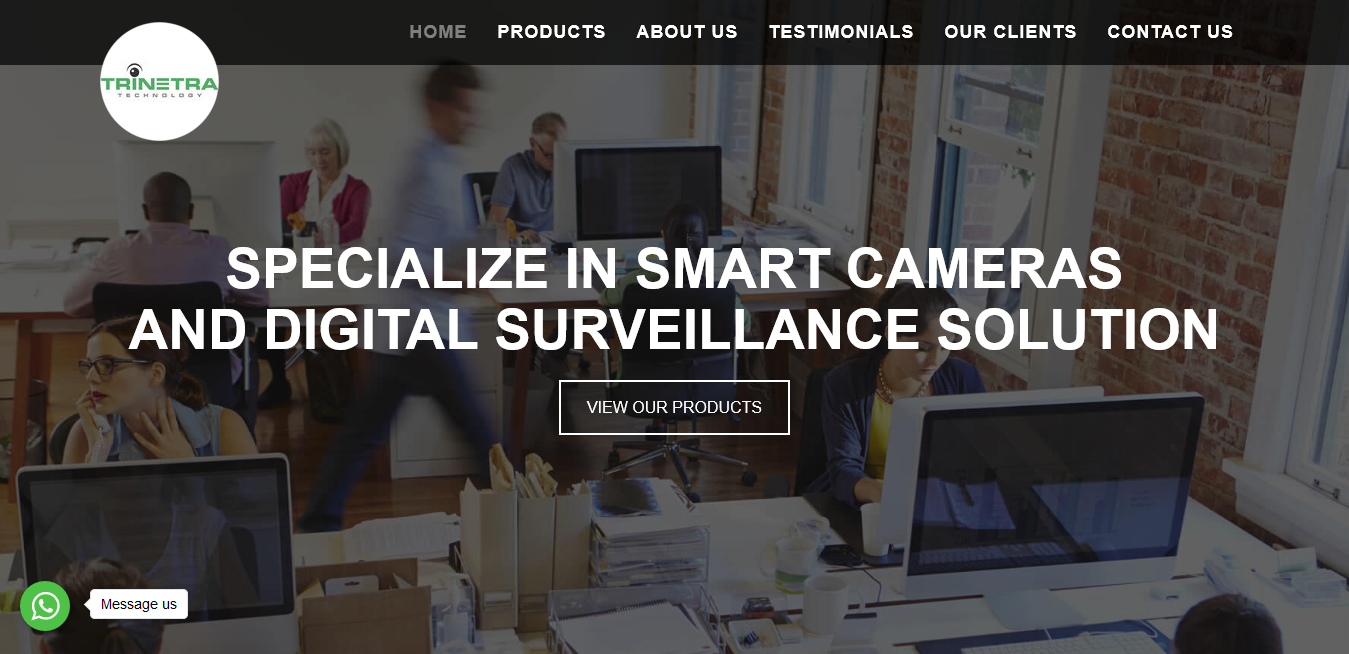 HOME PRODUCTS ABOUT US TESTIMONIALS OUR CLIENTS CONTACT US
TRINETRA
TECHNOLOGY
SPECIALIZE IN SMART CAMERAS
AND DIGITAL SURVEILLANCE SOLUTION
VIEW OUR PRODUCTS
Message us